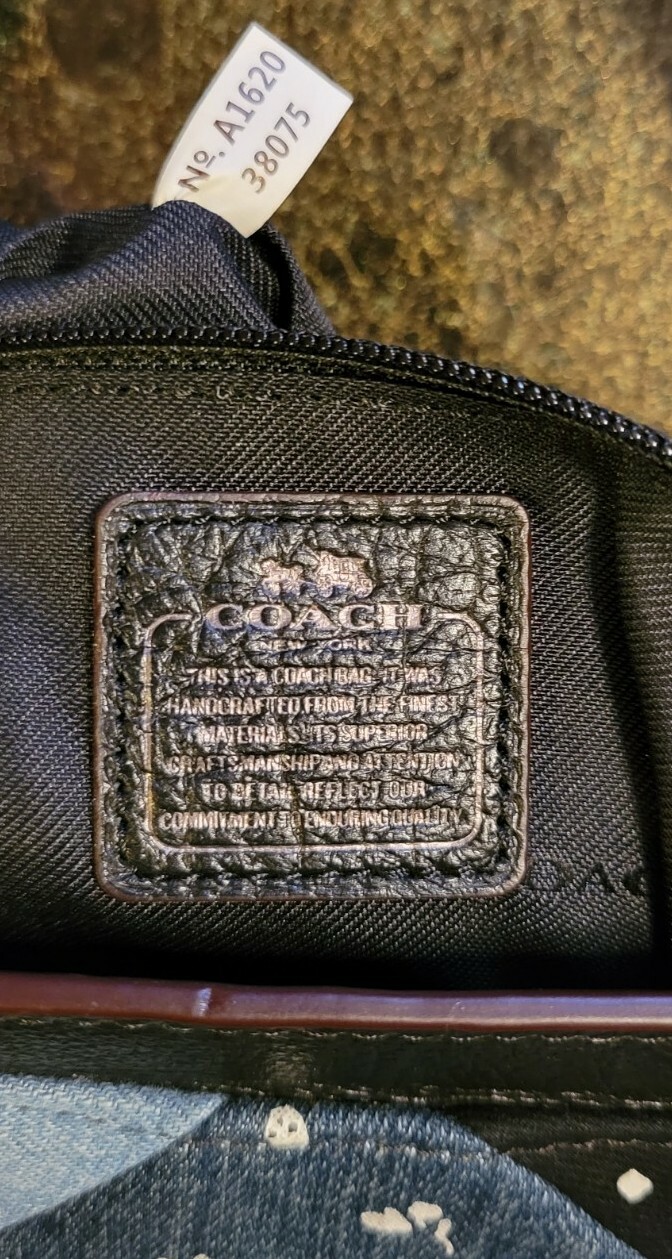 Nº. A1620
38075
COACH
NEW YORK
THIS IS A COACH BAG. IT WAS
HANDCRAFTED FROM THE FINEST
MATERIALS. ITS SUPERIOR
CRAFTSMANSHIP AND ATTENTION
TO DETAIL REFLECT OUR
COMMITMENT TO ENDURING QUALITY.
OAC